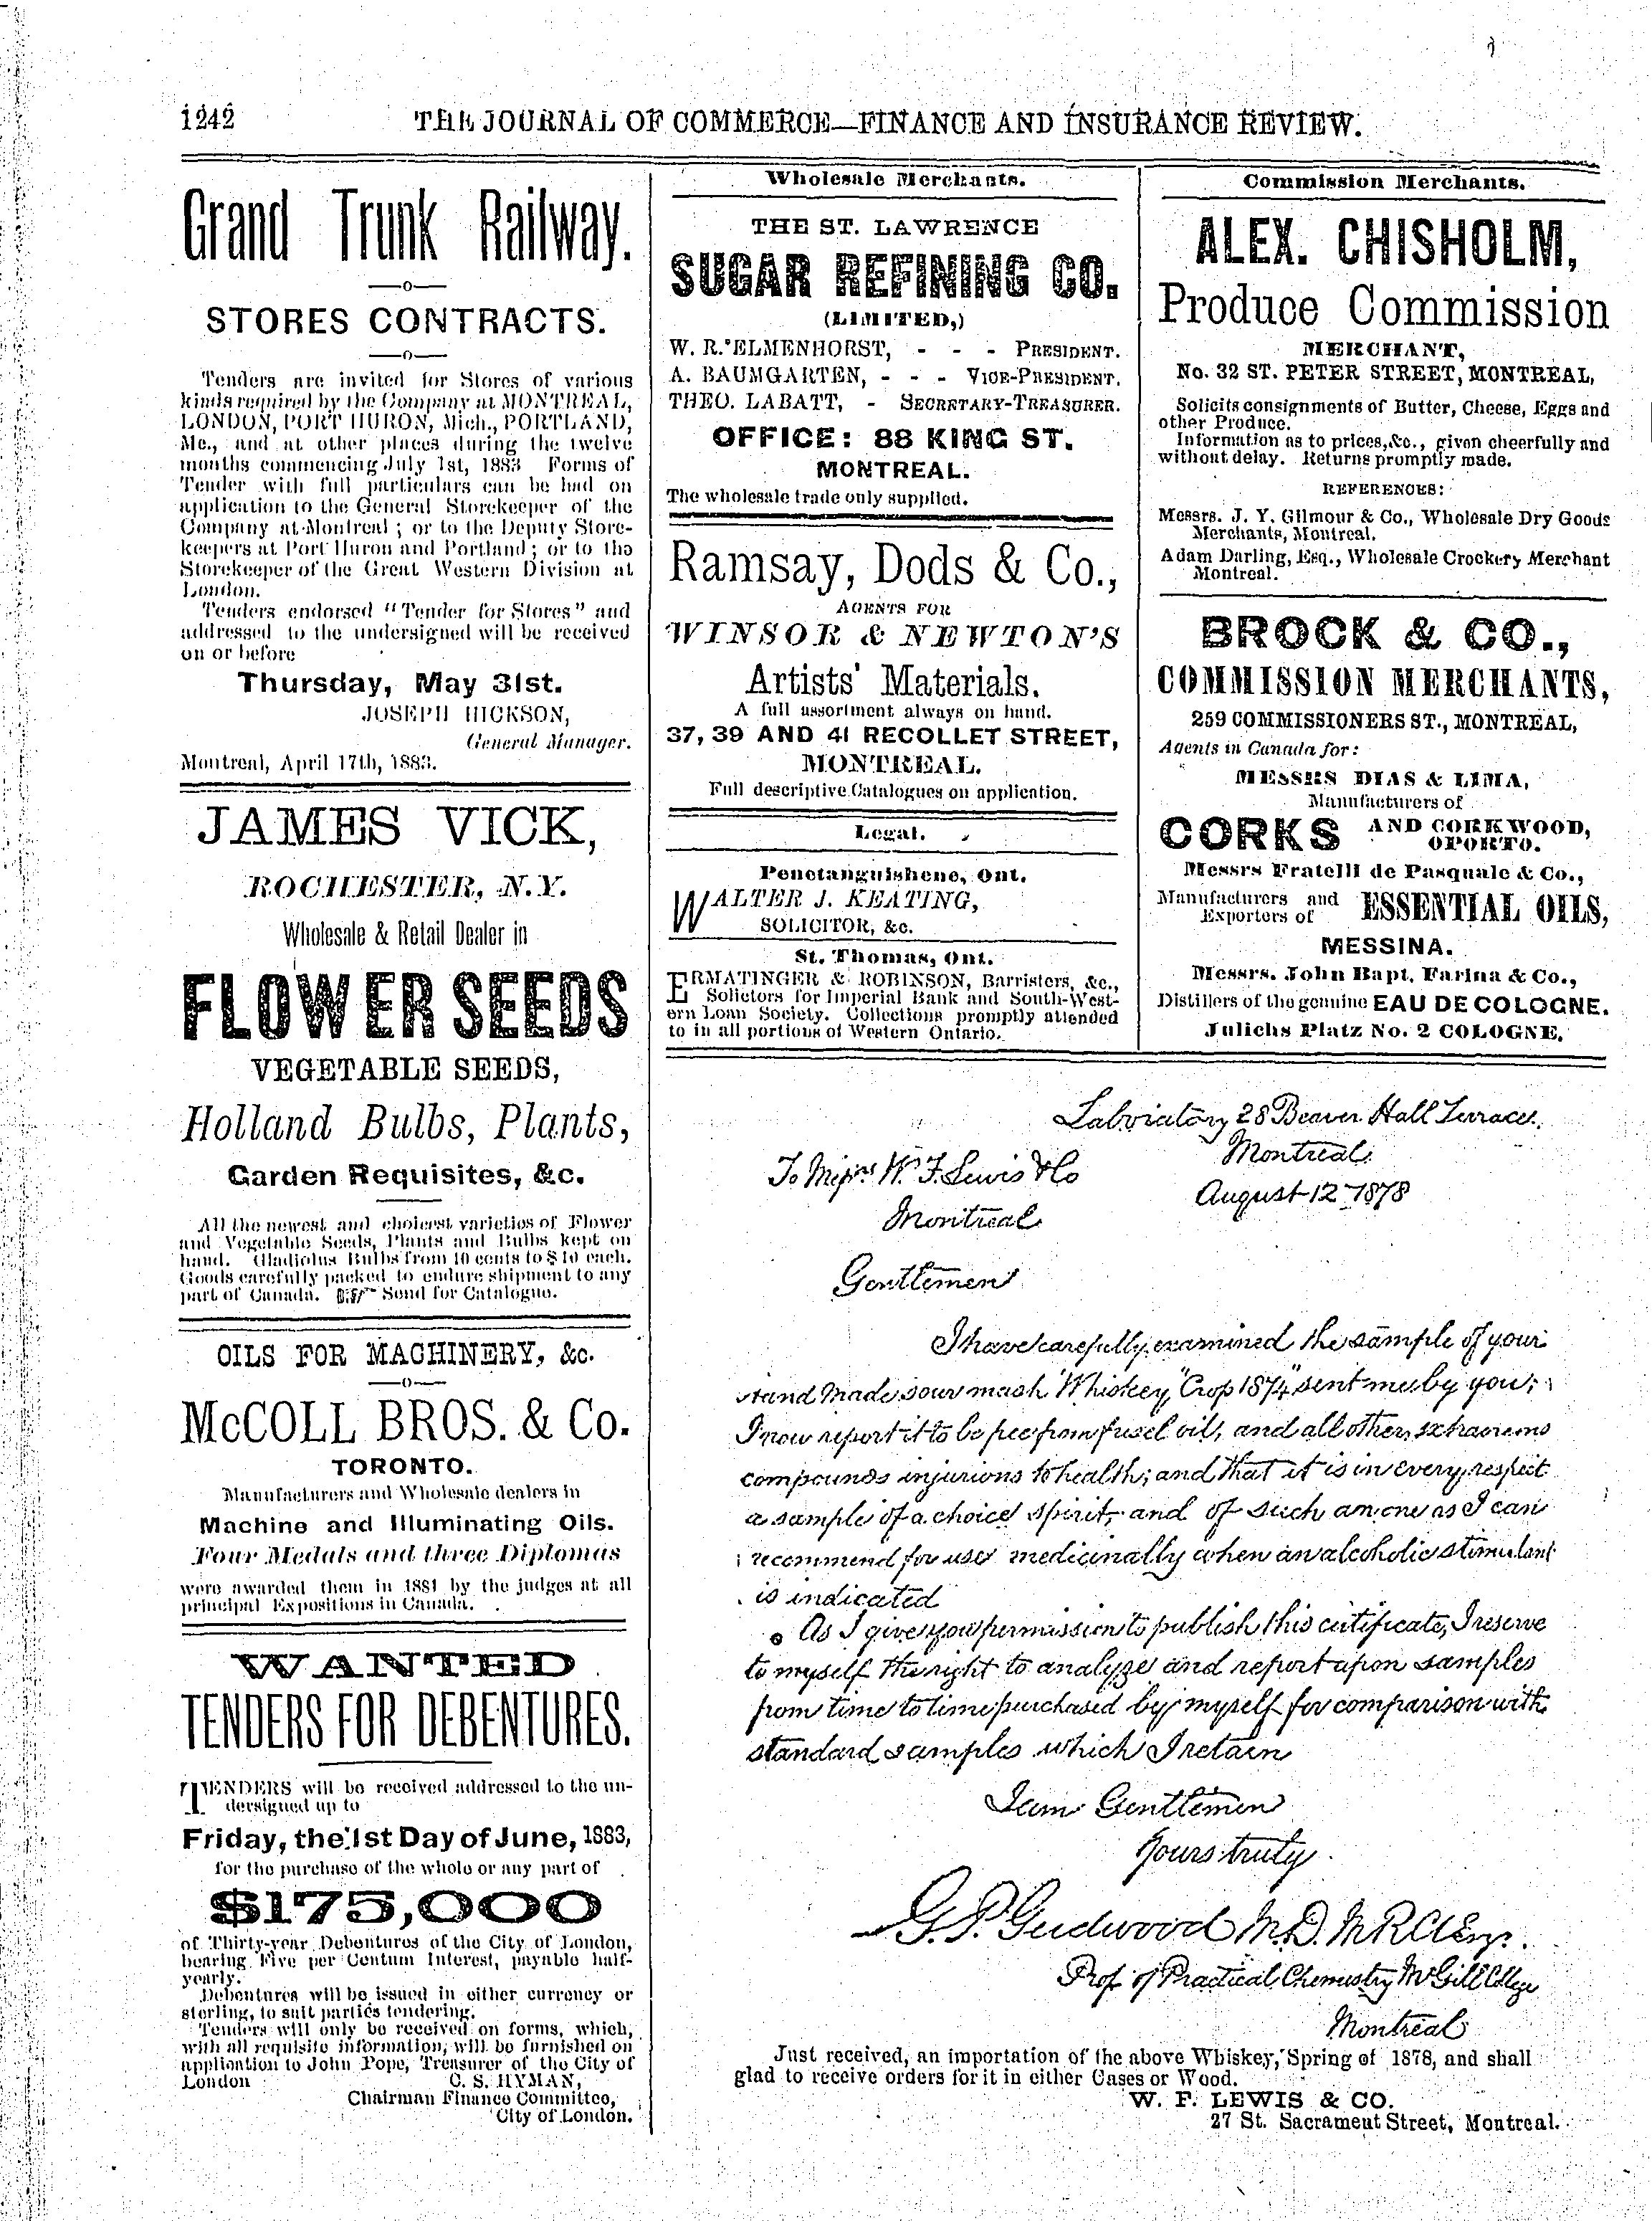 1242
THE JOURNAL OF COMMERCE—FINANCE AND INSURANCE REVIEW.
Grand Trunk Railway.
STORES CONTRACTS.
Tenders are invited for Stores of various
kinds required by the Company at MONTREAL,
LONDON, PORT HURON, Mich., PORTLAND,
Me., and at other places during the twelve
months commencing July 1st, 1883 Forms of
Tender with full particulars can be had on
application to the General Storekeeper of the
Company at Montreal ; or to the Deputy Store-
keepers at Port Huron and Portland ; or to the
Storekeeper of the Great Western Division at
London.
Tenders endorsed "Tender for Stores" and
addressed to the undersigned will be received
on or before
Thursday, May 31st.
JOSEPH HICKSON,
General Manager.
Montreal, April 17th, 1883.
JAMES VICK,
ROCHESTER, N.Y.
Wholesale & Retail Dealer in
FLOWER SEEDS
VEGETABLE SEEDS,
Holland Bulbs, Plants,
Garden Requisites, &c.
All the newest and choicest varieties of Flower
and Vegetable Seeds, Plants and Bulbs kept on
hand. Gladiolus Bulbs from 10 cents to $10 each.
Goods carefully packed to endure shipment to any
part of Canada. Send for Catalogue.
OILS FOR MACHINERY, &c.
McCOLL BROS. & Co.
TORONTO.
Manufacturers and Wholesale dealers in
Machine and Illuminating Oils.
Four Medals and three Diplomas
were awarded them in 1881 by the judges at all
principal Expositions in Canada.
WANTED
TENDERS FOR DEBENTURES.
TENDERS will be received addressed to the un-
dersigned up to
Friday, the 1st Day of June, 1883,
for the purchase of the whole or any part of
$175,000
of Thirty-year Debentures of the City of London,
bearing Five per Centum Interest, payable half-
yearly.
Debentures will be issued in either currency or
sterling, to suit parties tendering.
Tenders will only be received on forms, which,
with all requisite information, will be furnished on
application to John Pope, Treasurer of the City of
London
C. S. HYMAN,
Chairman Finance Committee,
City of London.
Wholesale Merchants.
THE ST. LAWRENCE
SUGAR REFINING CO.
(LIMITED,)
W. R. ELMENHORST, - - - PRESIDENT.
A. BAUMGARTEN, - - - VICE-PRESIDENT.
THEO. LABATT, - SECRETARY-TREASURER.
OFFICE: 88 KING ST.
MONTREAL.
The wholesale trade only supplied.
Ramsay, Dods & Co.,
AGENTS FOR
WINSOR & NEWTON'S
Artists' Materials.
A full assortment always on hand.
37, 39 AND 41 RECOLLET STREET,
MONTREAL.
Full descriptive Catalogues on application.
Legal.
Penetanguishene, Ont.
WALTER J. KEATING,
SOLICITOR, &c.
St. Thomas, Ont.
ERMATINGER & ROBINSON, Barristers, &c.,
Solictors for Imperial Bank and South-West-
ern Loan Society. Collections promptly attended
to in all portions of Western Ontario.
Commission Merchants.
ALEX. CHISHOLM,
Produce Commission
MERCHANT,
No. 32 ST. PETER STREET, MONTREAL,
Solicits consignments of Butter, Cheese, Eggs and
other Produce.
Information as to prices, &c., given cheerfully and
without delay. Returns promptly made.
REFERENCES:
Messrs. J. Y. Gilmour & Co., Wholesale Dry Goods
Merchants, Montreal.
Adam Darling, Esq., Wholesale Crockery Merchant
Montreal.
BROCK & CO.,
COMMISSION MERCHANTS,
259 COMMISSIONERS ST., MONTREAL,
Agents in Canada for:
MESSRS DIAS & LIMA,
Manufacturers of
CORKS AND CORKWOOD,
OPORTO.
Messrs Fratelli de Pasquale & Co.,
Manufacturers and
Exporters of ESSENTIAL OILS,
MESSINA.
Messrs. John Bapt. Farina & Co.,
Distillers of the genuine EAU DE COLOGNE.
Julichs Platz No. 2 COLOGNE.
Laboratory 28 Beaver Hall Terrace.
Montreal
August 12 1878
To Messrs W. F. Lewis & Co
Montreal
Gentlemen
I have carefully examined the sample of your
Hand Made sour mash Whiskey, "Crop 1874" sent me by you;
I now report it to be free from fusel oil, and all other extraneous
compounds injurious to health; and that it is in every respect
a sample of a choice spirit, and of such an one as I can
recommend for use medicinally when an alcoholic stimulant
is indicated
As I give you permission to publish this certificate, I reserve
to myself the right to analyze and report upon samples
from time to time purchased by myself for comparison with
standard samples which I retain
I am Gentlemen
Yours truly
G. P. Girdwood M.D. M.R.C.S. Eng.
Prof of Practical Chemistry McGill College
Montreal
Just received, an importation of the above Whiskey, Spring of 1878, and shall
glad to receive orders for it in either Cases or Wood.
W. F. LEWIS & CO.
27 St. Sacrament Street, Montreal.